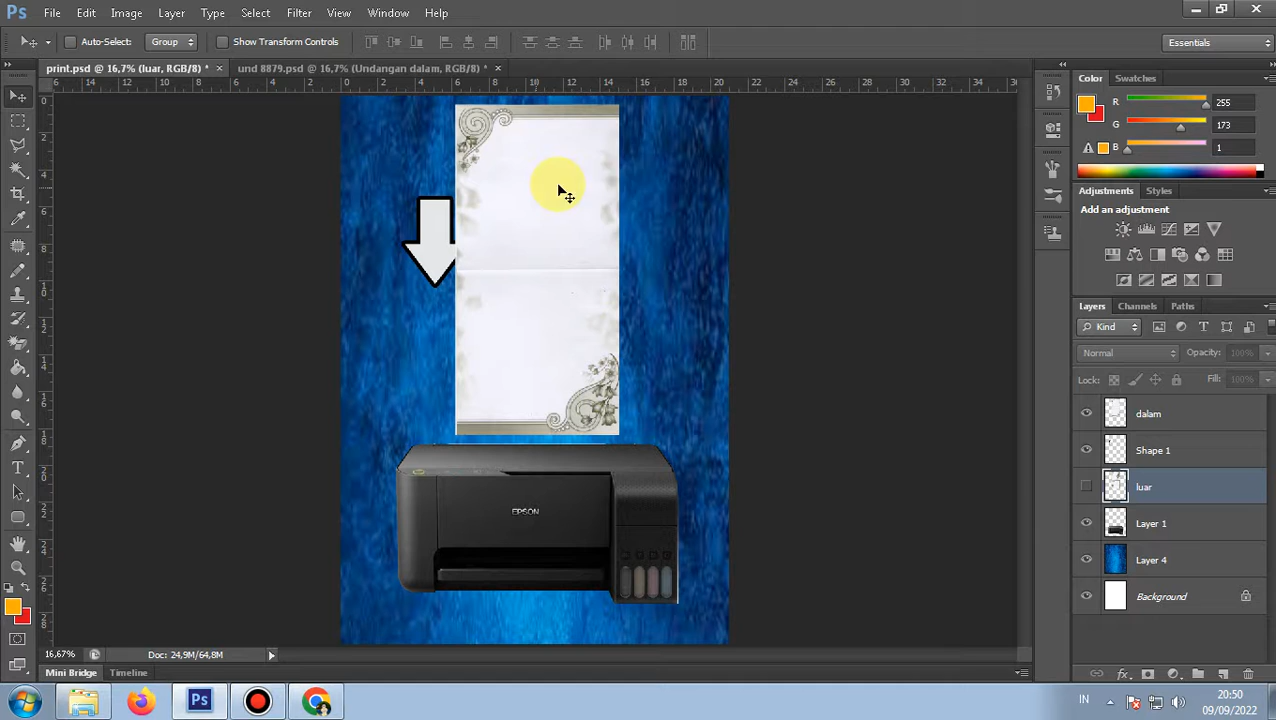 Ps File Edit Image Layer Type Select Filter View Window Help
Auto-Select: Group Show Transform Controls Essentials
print.psd @ 16,7% (luar, RGB/8) * × und 8879.psd @ 16,7% (Undangan dalam, RGB/8) * ×
Color Swatches
R 255
G 173
B 1
Adjustments Styles
Add an adjustment
Layers Channels Paths
Kind
Normal Opacity: 100%
Lock: Fill: 100%
dalam
Shape 1
luar
Layer 1
Layer 4
Background
EPSON
16,67% Doc: 24,9M/64,8M
Mini Bridge Timeline
Ps IN 20:50
09/09/2022